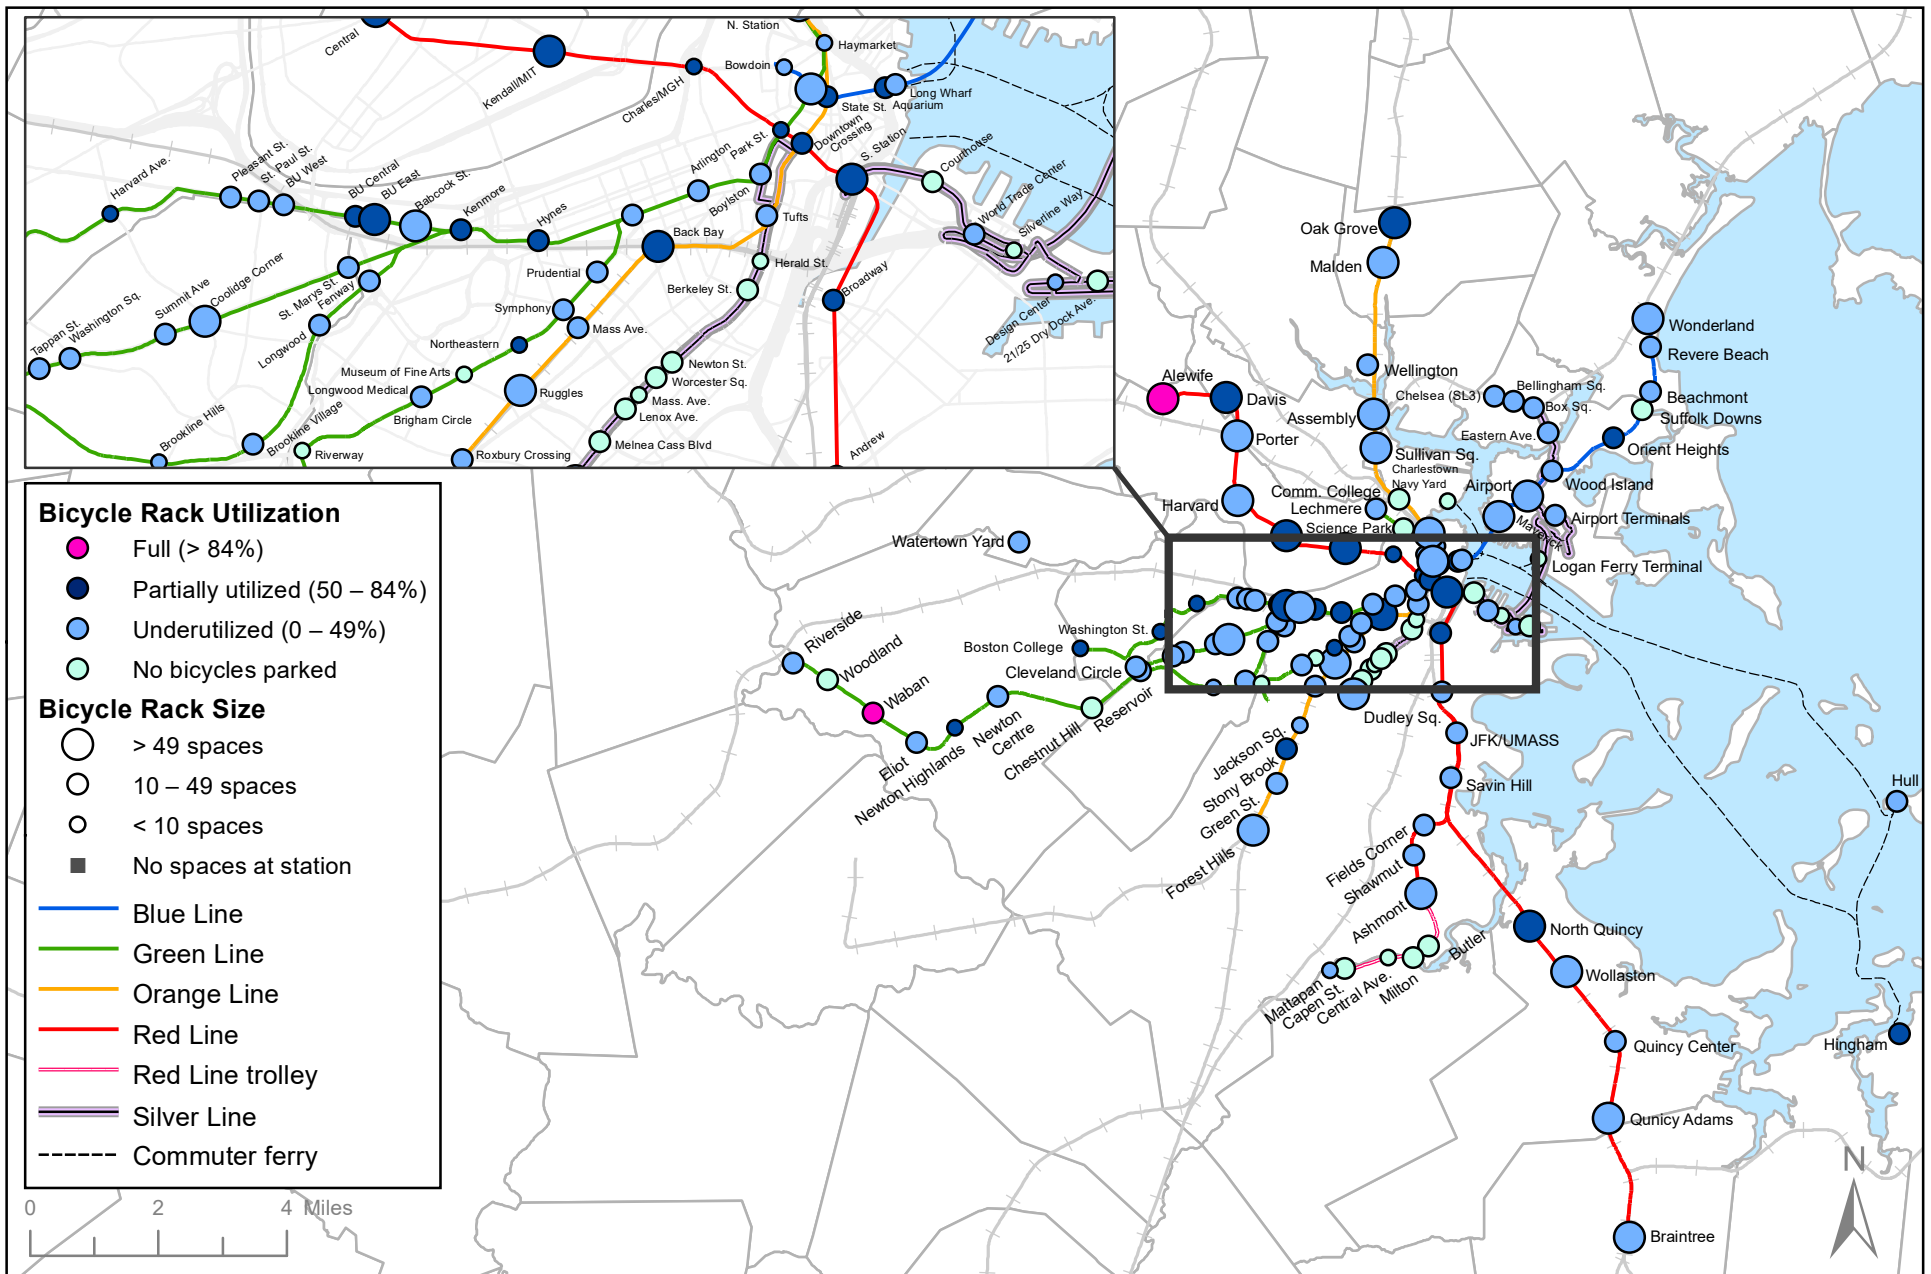 Central
Kendall/MIT
Charles/MGH
N. Station
Haymarket
Bowdoin
Long Wharf
State St.
Aquarium
Downtown
Crossing
Park St.
S. Station
Arlington
Boylston
Courthouse
World Trade Center
Silverline Way
Harvard Ave.
Pleasant St.
St. Paul St.
BU West
BU Central
BU East
Babcock St.
Kenmore
Hynes
Tufts
Back Bay
Herald St.
Prudential
Berkeley St.
Broadway
Design Center
21/25 Dry Dock Ave.
Tappan St.
Washington Sq.
Summit Ave
Coolidge Corner
St. Marys St.
Fenway
Longwood
Symphony
Mass Ave.
Northeastern
Museum of Fine Arts
Longwood Medical
Brigham Circle
Ruggles
Newton St.
Worcester Sq.
Mass. Ave.
Lenox Ave.
Melnea Cass Blvd
Brookline Hills
Brookline Village
Riverway
Roxbury Crossing
Andrew
Oak Grove
Malden
Wellington
Assembly
Sullivan Sq.
Charlestown
Navy Yard
Comm. College
Lechmere
Science Park
Alewife
Davis
Porter
Harvard
Wonderland
Revere Beach
Beachmont
Suffolk Downs
Orient Heights
Wood Island
Bellingham Sq.
Chelsea (SL3)
Box Sq.
Eastern Ave.
Airport
Maverick
Airport Terminals
Logan Ferry Terminal
Watertown Yard
Washington St.
Boston College
Cleveland Circle
Reservoir
Chestnut Hill
Newton
Centre
Newton Highlands
Eliot
Waban
Woodland
Riverside
Dudley Sq.
Jackson Sq.
Stony Brook
Green St.
Forest Hills
JFK/UMASS
Savin Hill
Fields Corner
Shawmut
Ashmont
Butler
Milton
Central Ave.
Capen St.
Mattapan
North Quincy
Wollaston
Quincy Center
Qunicy Adams
Braintree
Hull
Hingham
Bicycle Rack Utilization
Full (> 84%)
Partially utilized (50 – 84%)
Underutilized (0 – 49%)
No bicycles parked
Bicycle Rack Size
> 49 spaces
10 – 49 spaces
< 10 spaces
No spaces at station
Blue Line
Green Line
Orange Line
Red Line
Red Line trolley
Silver Line
Commuter ferry
0 2 4 Miles
N